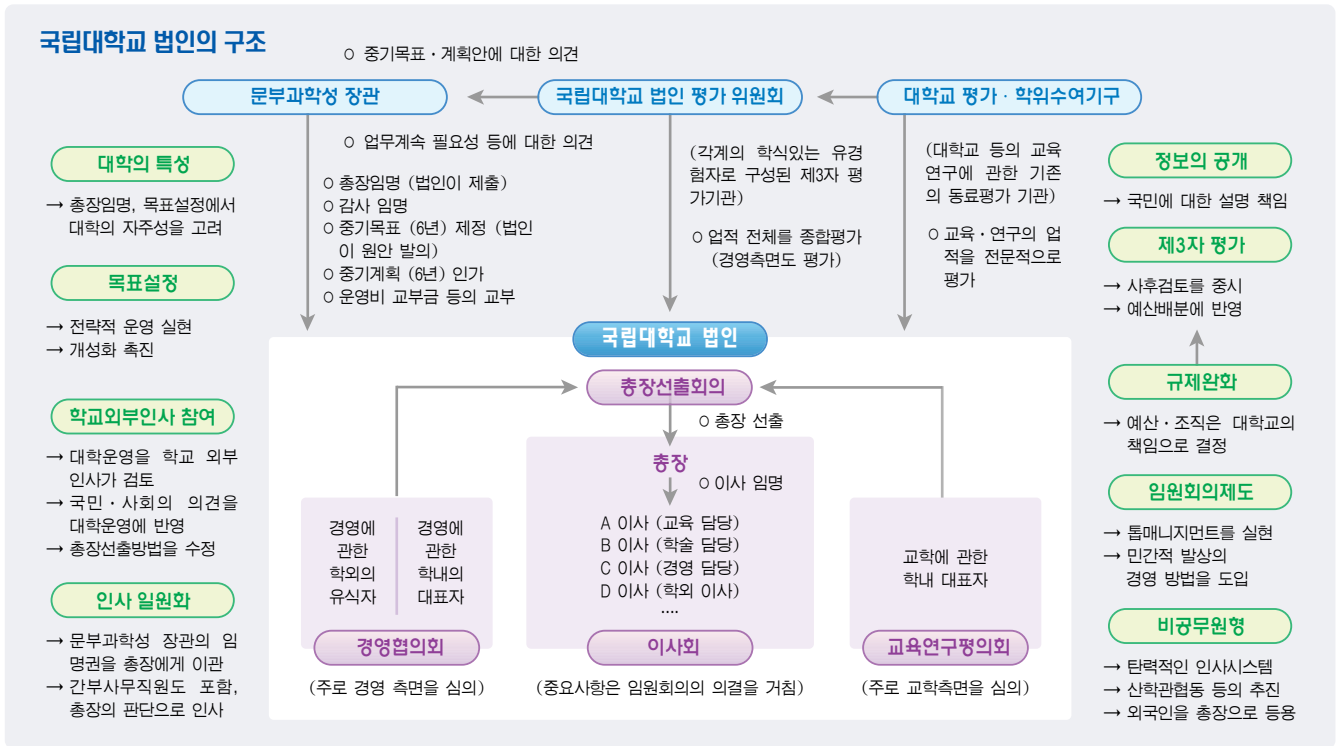 국립대학교 법인의 구조
ㅇ 중기목표·계획안에 대한 의견
문부과학성 장관
국립대학교 법인 평가 위원회
대학교 평가·학위수여기구
ㅇ 업무계속 필요성 등에 대한 의견
ㅇ 총장임명 (법인이 제출)
ㅇ 감사 임명
ㅇ 중기목표 (6년) 제정 (법인
이 원안 발의)
ㅇ 중기계획 (6년) 인가
ㅇ 운영비 교부금 등의 교부
(각계의 학식있는 유경
험자로 구성된 제3자 평
가기관)
ㅇ 업적 전체를 종합평가
(경영측면도 평가)
(대학교 등의 교육
연구에 관한 기존
의 동료평가 기관)
ㅇ 교육·연구의 업
적을 전문적으로
평가
대학의 특성
→ 총장임명, 목표설정에서
대학의 자주성을 고려
목표설정
→ 전략적 운영 실현
→ 개성화 촉진
학교외부인사 참여
→ 대학운영을 학교 외부
인사가 검토
→ 국민·사회의 의견을
대학운영에 반영
→ 총장선출방법을 수정
인사 일원화
→ 문부과학성 장관의 임
명권을 총장에게 이관
→ 간부사무직원도 포함,
총장의 판단으로 인사
국립대학교 법인
총장선출회의
ㅇ 총장 선출
총장
ㅇ 이사 임명
A 이사 (교육 담당)
B 이사 (학술 담당)
C 이사 (경영 담당)
D 이사 (학외 이사)
....
이사회
(중요사항은 임원회의의 의결을 거침)
경영에
관한
학외의
유식자
경영에
관한
학내의
대표자
경영협의회
(주로 경영 측면을 심의)
교학에 관한
학내 대표자
교육연구평의회
(주로 교학측면을 심의)
정보의 공개
→ 국민에 대한 설명 책임
제3자 평가
→ 사후검토를 중시
→ 예산배분에 반영
규제완화
→ 예산·조직은 대학교의
책임으로 결정
임원회의제도
→ 톱매니지먼트를 실현
→ 민간적 발상의
경영 방법을 도입
비공무원형
→ 탄력적인 인사시스템
→ 산학관협동 등의 추진
→ 외국인을 총장으로 등용